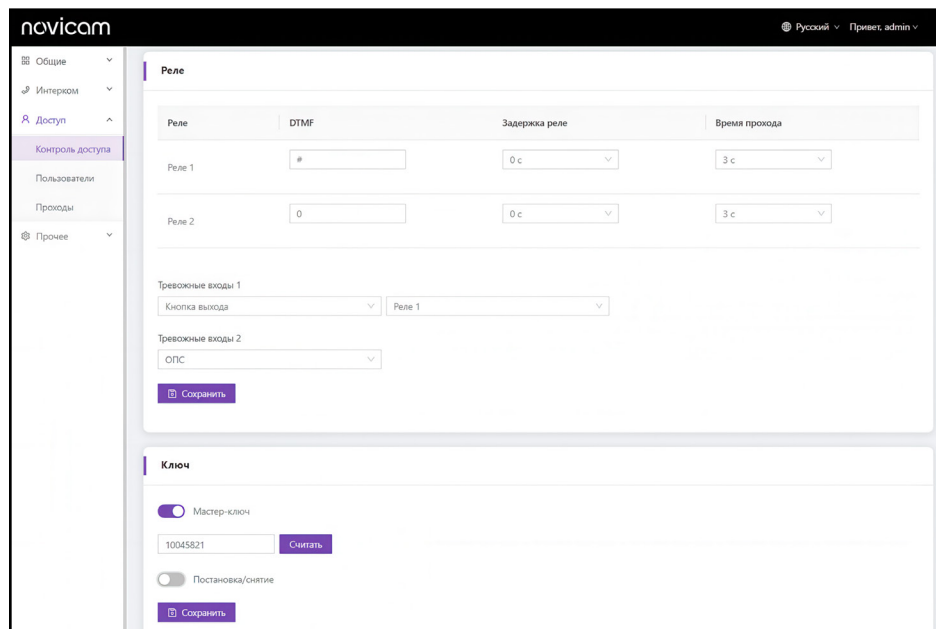 novicam
Русский Привет, admin
Общие
Интерком
Доступ
Контроль доступа
Пользователи
Проходы
Прочее
Реле
Реле DTMF Задержка реле Время прохода
Реле 1 # 0 с 3 с
Реле 2 0 0 с 3 с
Тревожные входы 1
Кнопка выхода Реле 1
Тревожные входы 2
ОПС
Сохранить
Ключ
Мастер-ключ
10045821 Считать
Постановка/снятие
Сохранить